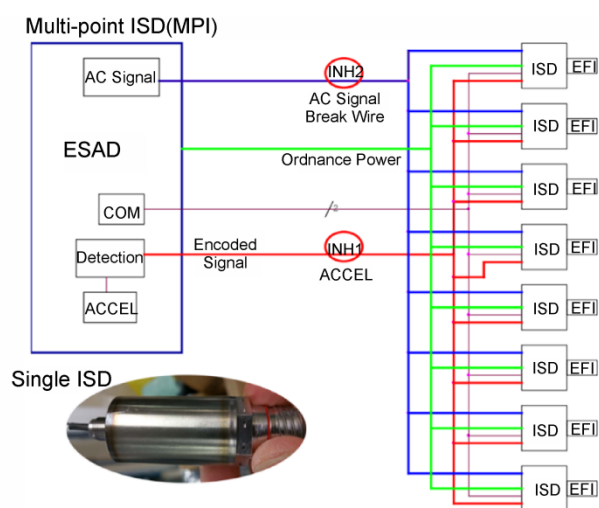 Multi-point ISD(MPI)
AC Signal
INH2
AC Signal
Break Wire
ESAD
Ordnance Power
COM
2
Detection
Encoded
Signal
INH1
ACCEL
ACCEL
Single ISD
ISD EFI
ISD EFI
ISD EFI
ISD EFI
ISD EFI
ISD EFI
ISD EFI
ISD EFI